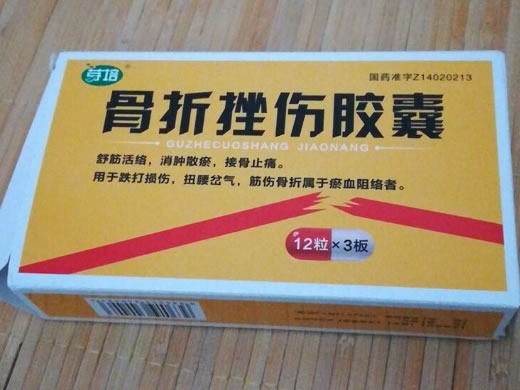 芽培
国药准字Z14020213
骨折挫伤胶囊
GUZHECUOSHANG JIAONANG
舒筋活络，消肿散瘀，接骨止痛。
用于跌打损伤，扭腰岔气，筋伤骨折属于瘀血阻络者。
12粒×3板